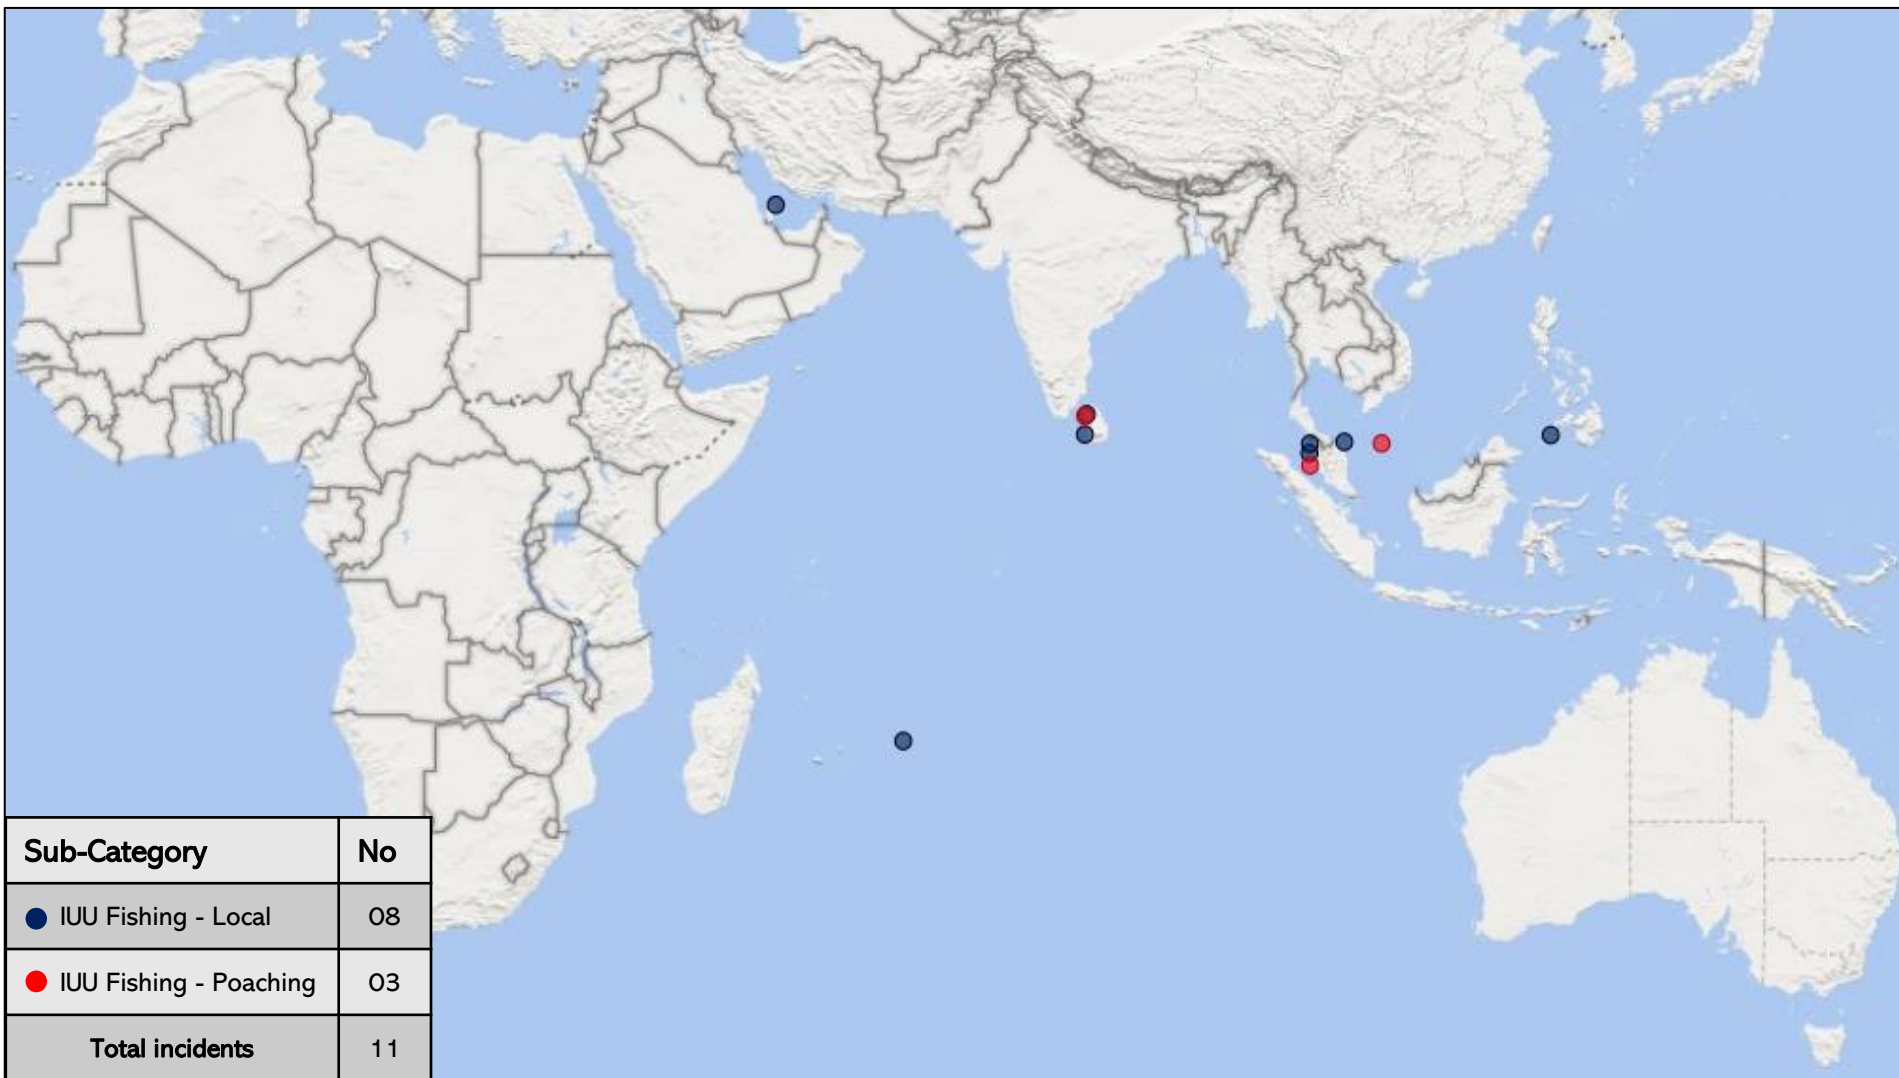 Sub-Category No
IUU Fishing - Local 08
IUU Fishing - Poaching 03
Total incidents 11